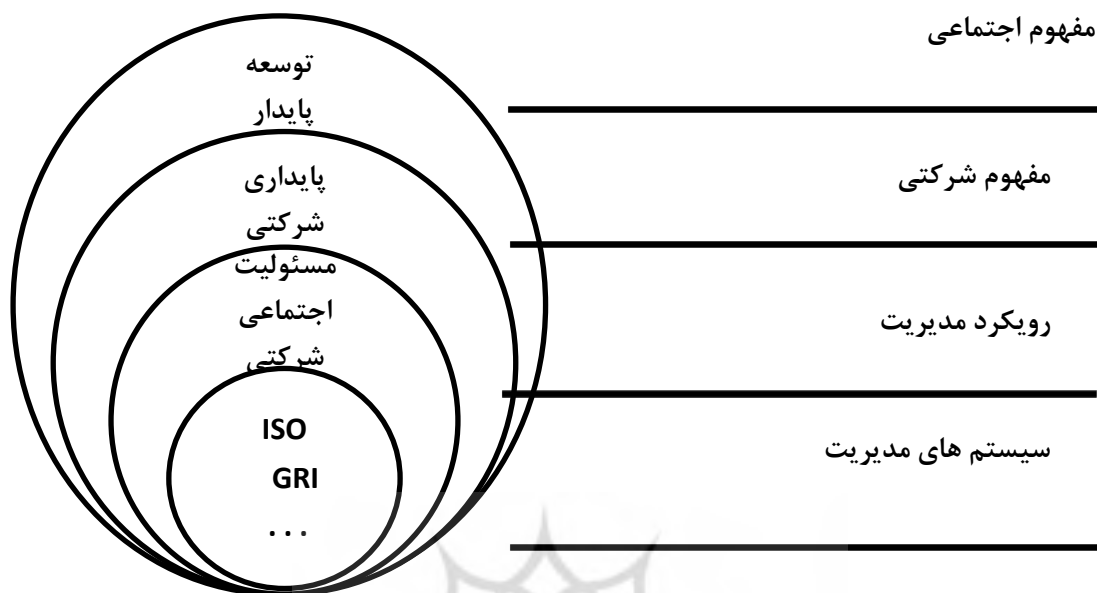 مفهوم اجتماعی
توسعه
پایدار
مفهوم شرکتی
پایداری
شرکتی
مسئولیت
اجتماعی
شرکتی
رویکرد مدیریت
ISO
GRI
...
سیستم های مدیریت